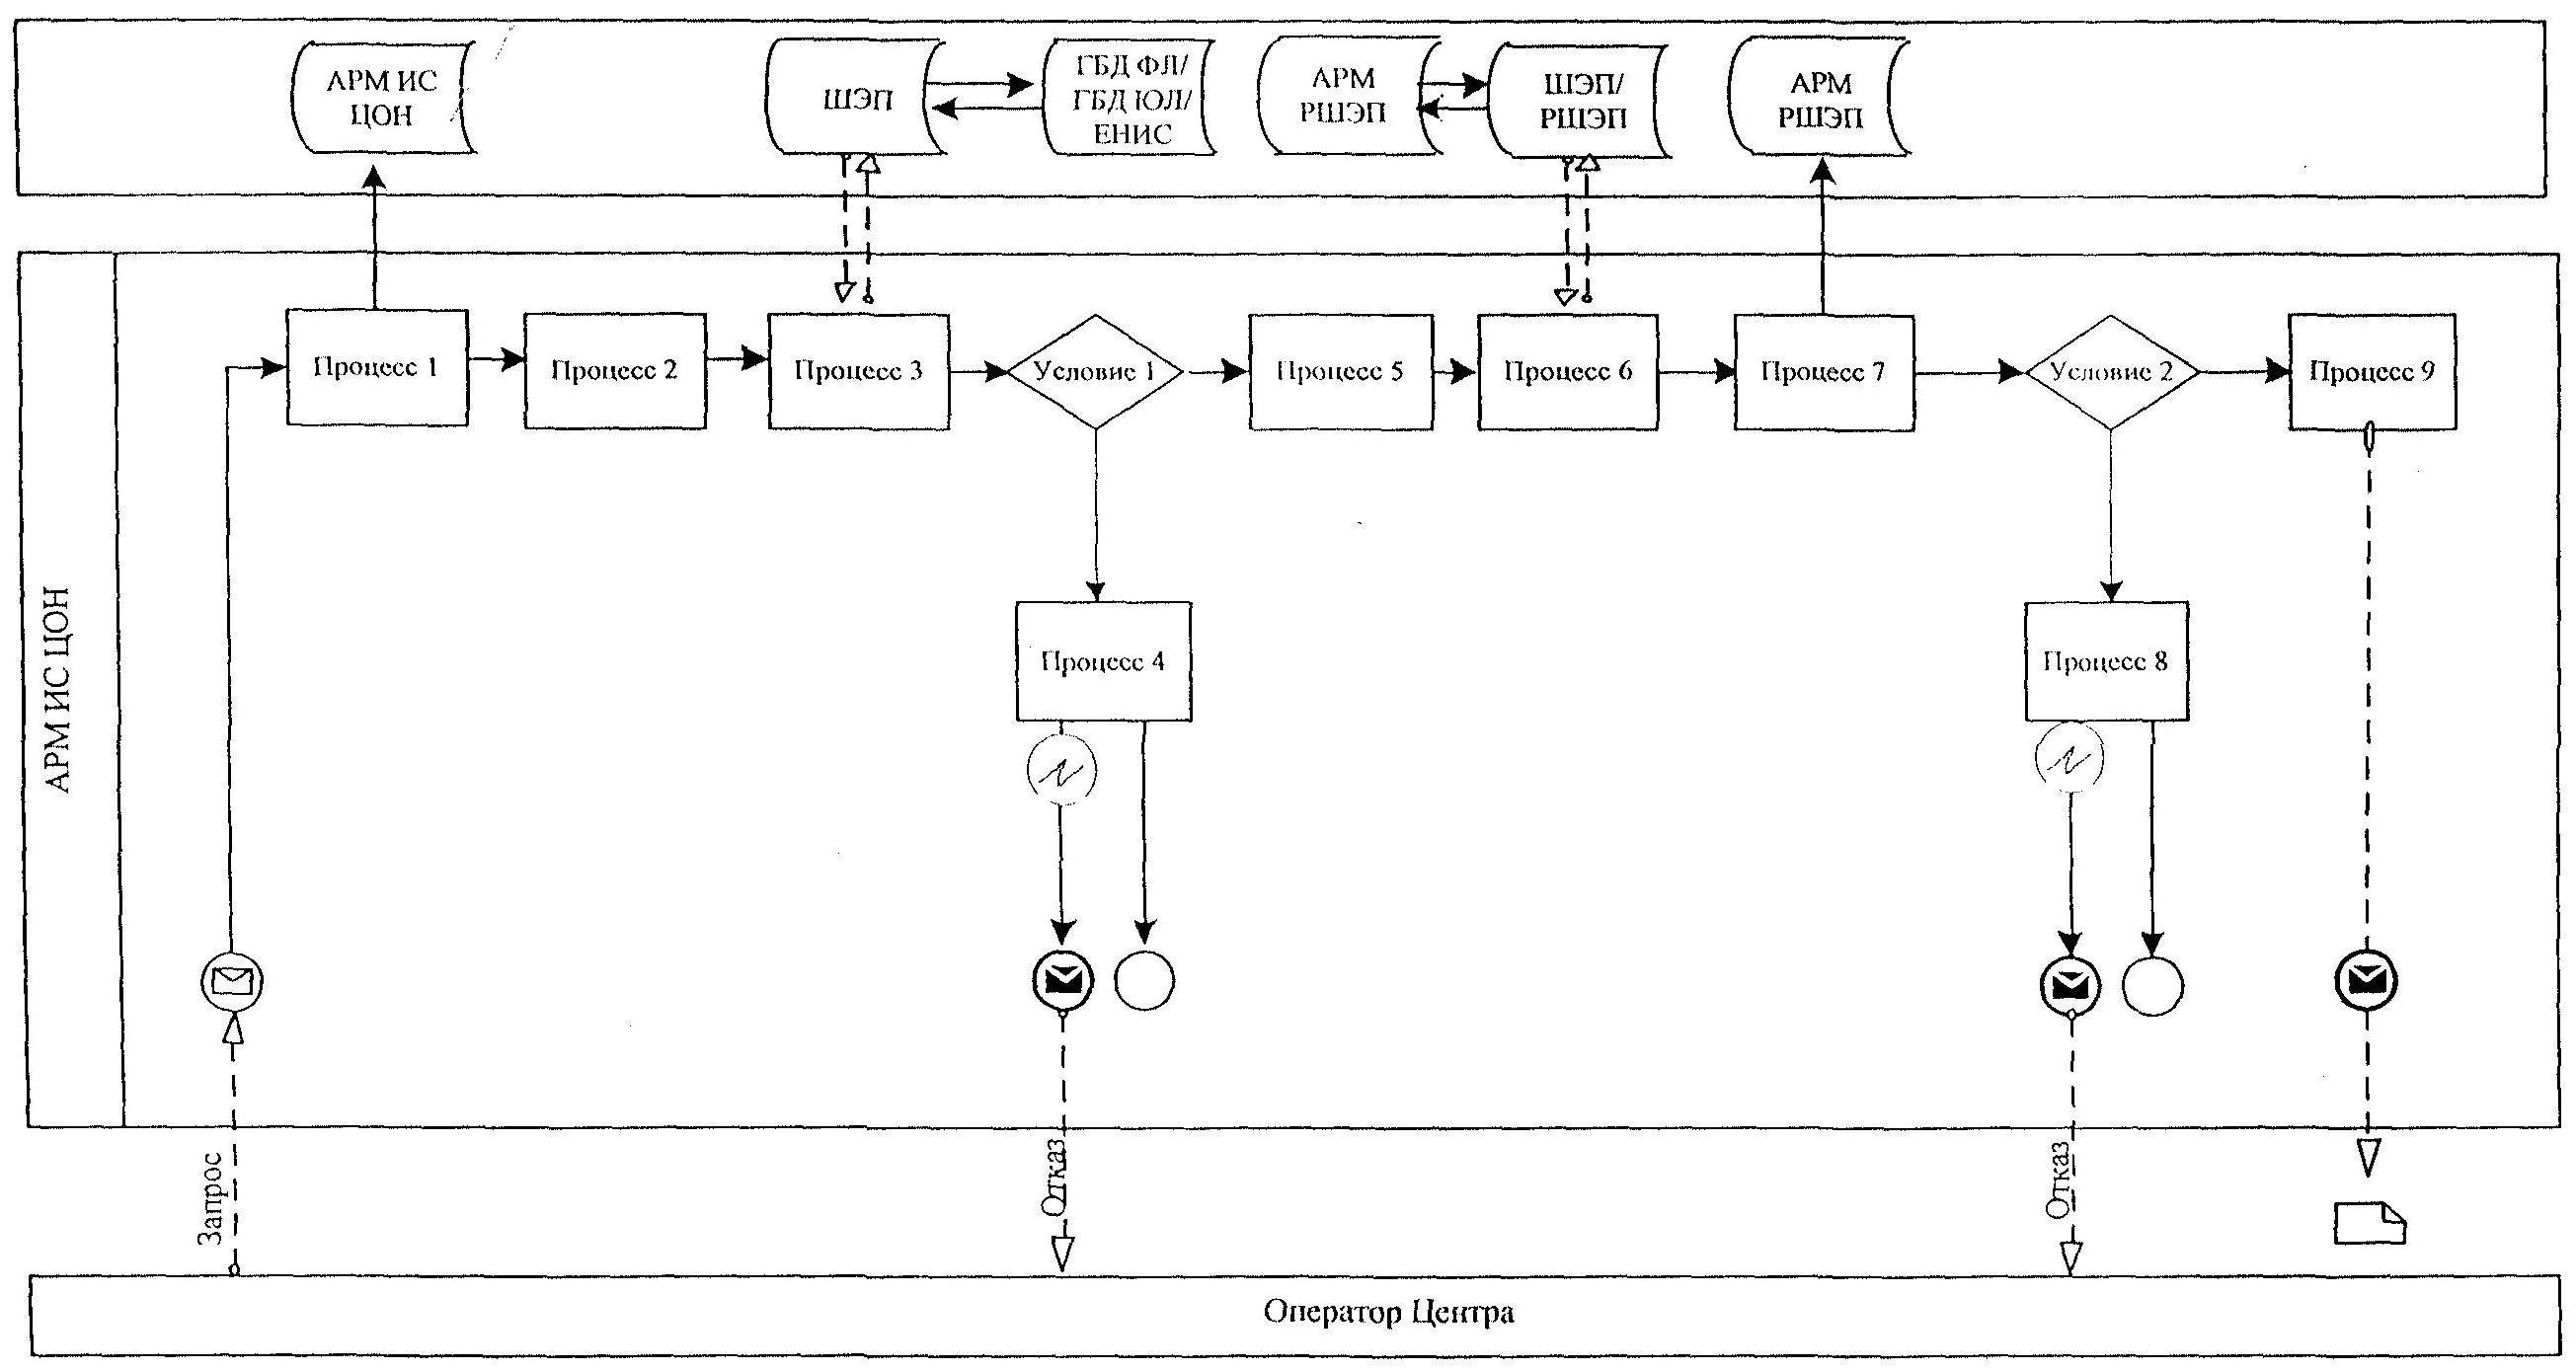 АРМ ИС
ЦОН
ШЭП
ГБД ФЛ/
ГБД ЮЛ/
ЕНИС
АРМ
РШЭП
ШЭП/
РШЭП
АРМ
РШЭП
АРМ ИС ЦОН
Процесс 1
Процесс 2
Процесс 3
Условие 1
Процесс 5
Процесс 6
Процесс 7
Условие 2
Процесс 9
Процесс 4
Процесс 8
Запрос
Отказ
Отказ
Оператор Центра